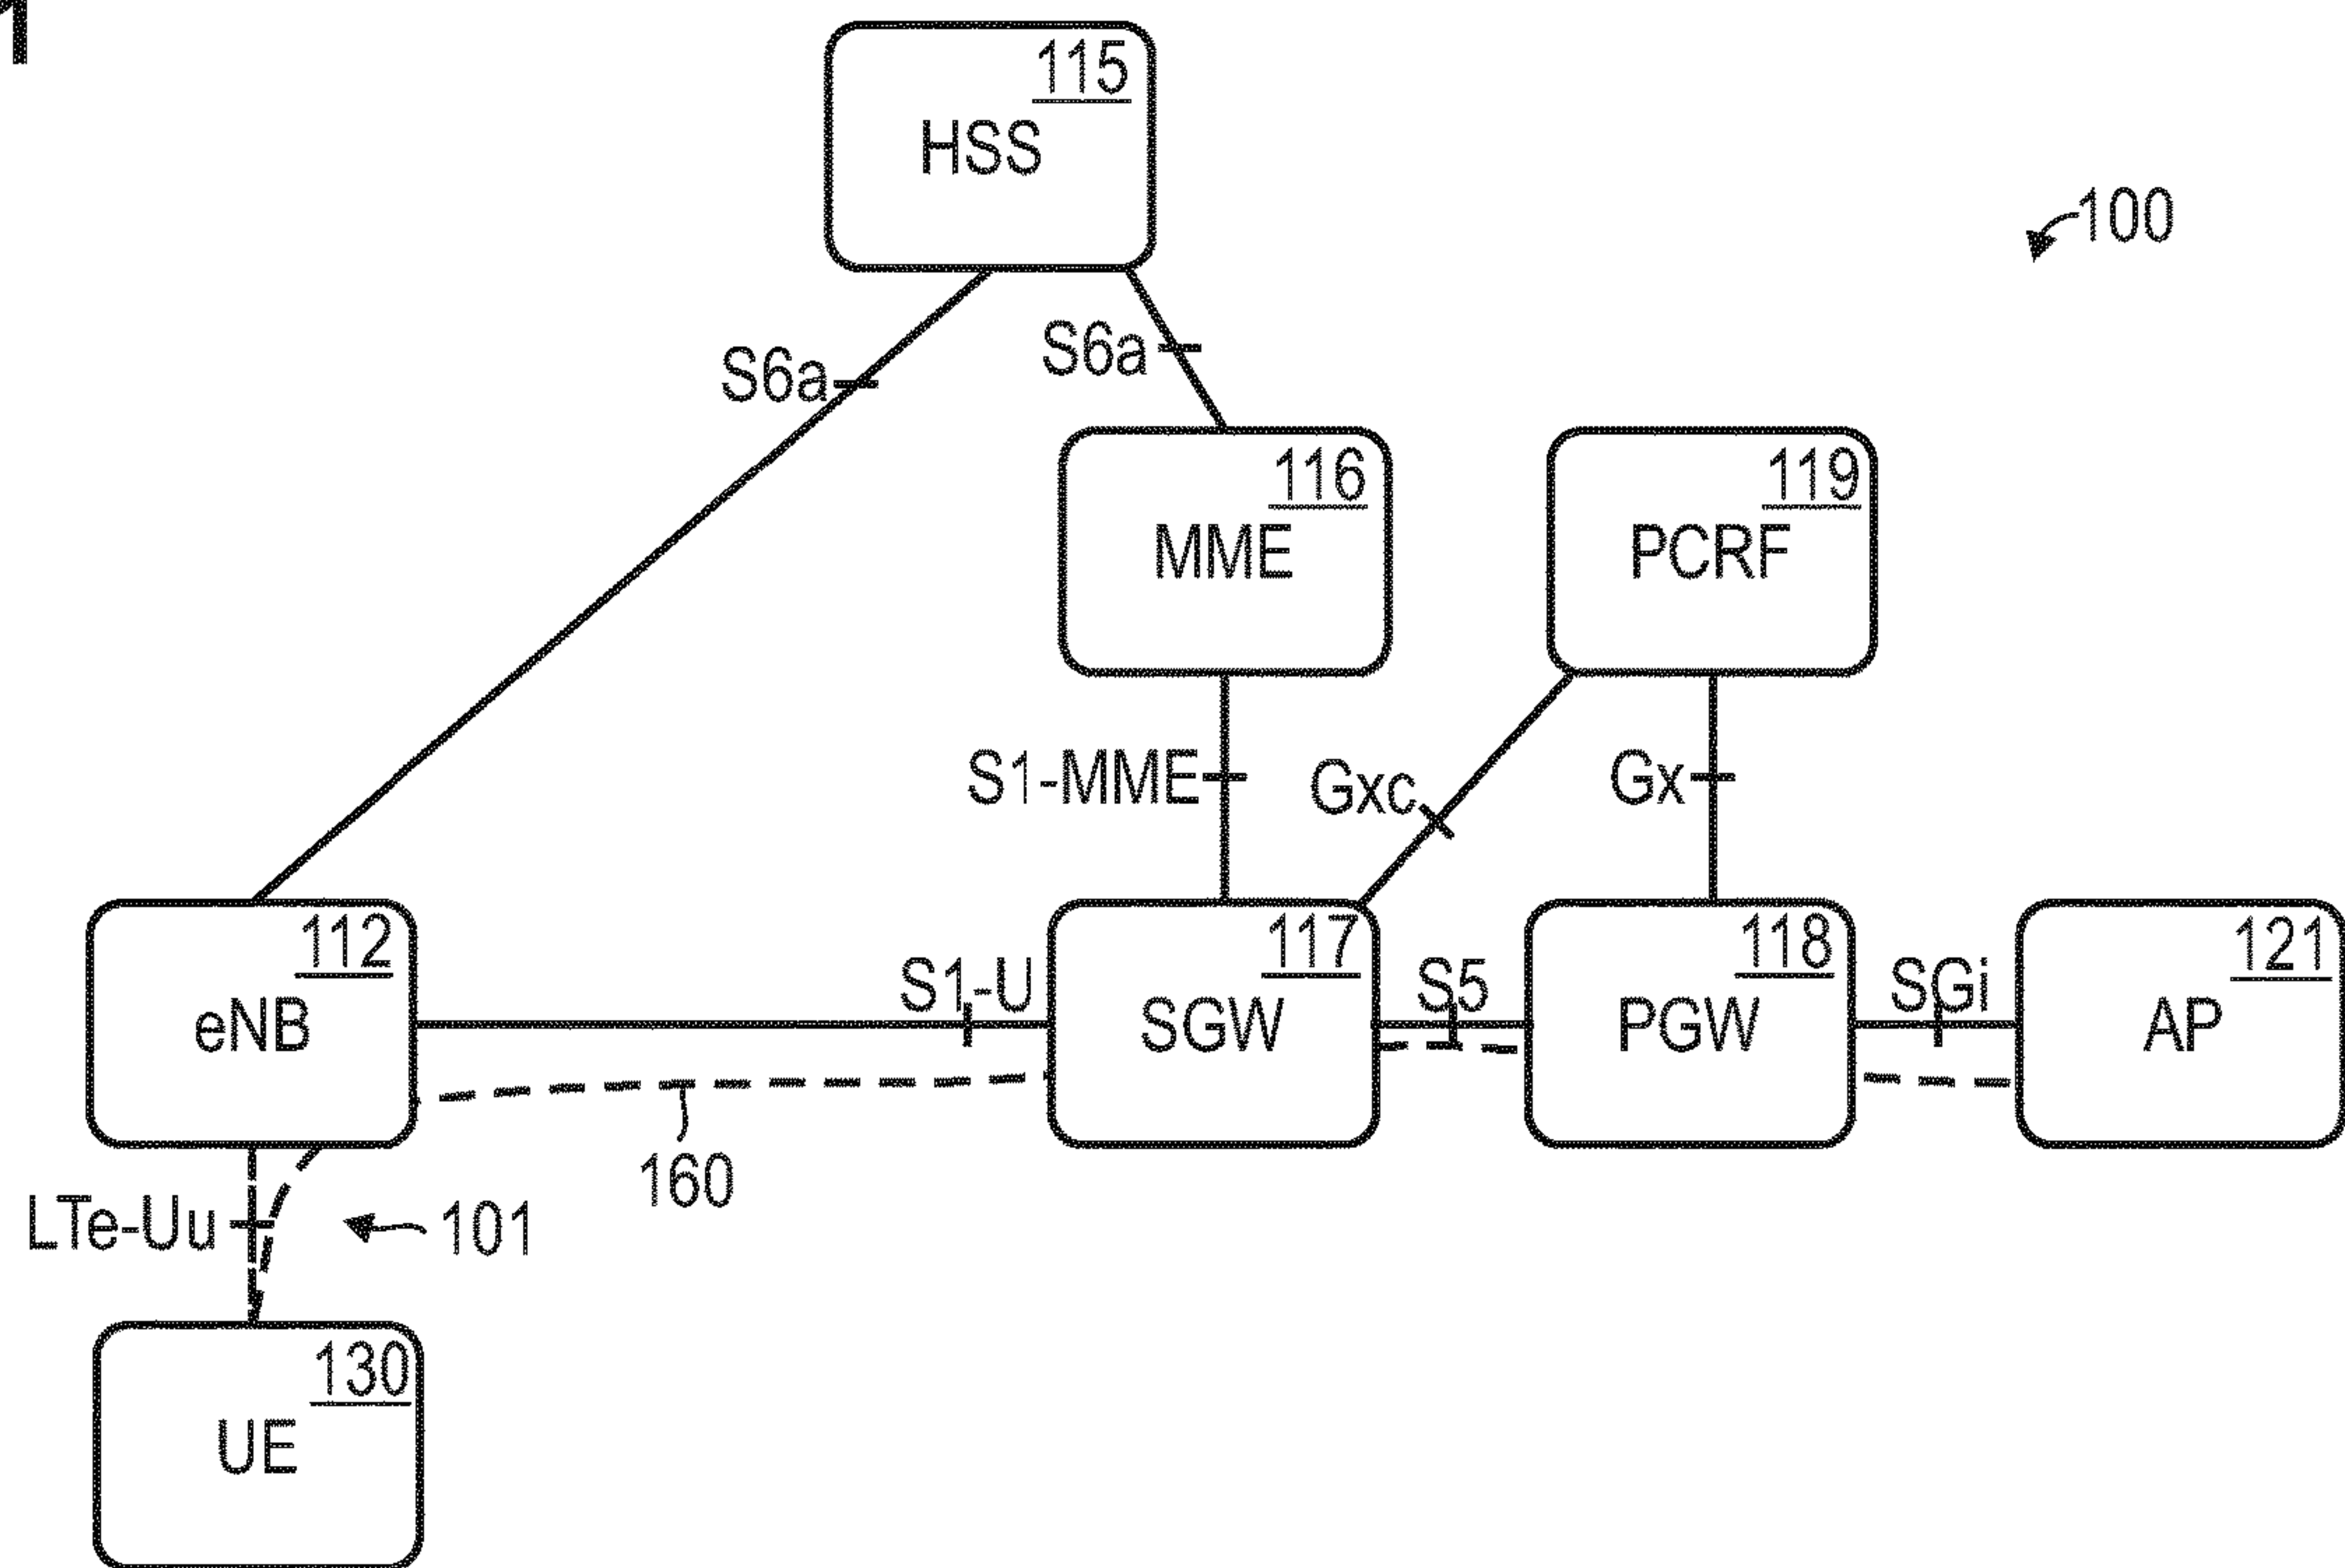 1
115
HSS
100
S6a
S6a
116
MME
119
PCRF
S1-MME
Gxc
Gx
112
eNB
S1-U
117
SGW
S5
118
PGW
SGi
121
AP
160
LTe-Uu
101
130
UE